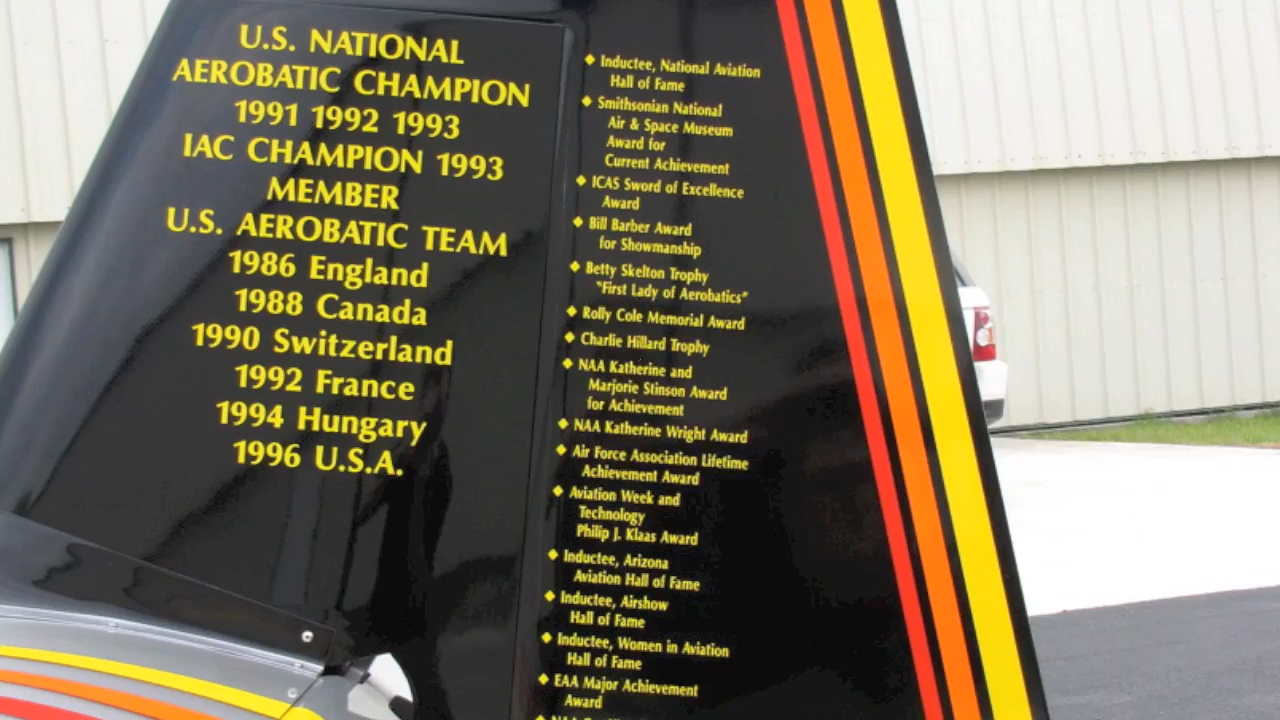 U.S. NATIONAL
AEROBATIC CHAMPION
1991 1992 1993
IAC CHAMPION 1993
MEMBER
U.S. AEROBATIC TEAM
1986 England
1988 Canada
1990 Switzerland
1992 France
1994 Hungary
1996 U.S.A.
◆ Inductee, National Aviation
Hall of Fame
◆ Smithsonian National
Air & Space Museum
Award for
Current Achievement
◆ ICAS Sword of Excellence
Award
◆ Bill Barber Award
for Showmanship
◆ Betty Skelton Trophy
"First Lady of Aerobatics"
◆ Rolly Cole Memorial Award
◆ Charlie Hillard Trophy
◆ NAA Katherine and
Marjorie Stinson Award
for Achievement
◆ NAA Katherine Wright Award
◆ Air Force Association Lifetime
Achievement Award
◆ Aviation Week and
Technology
Philip J. Klaas Award
◆ Inductee, Arizona
Aviation Hall of Fame
◆ Inductee, Airshow
Hall of Fame
◆ Inductee, Women in Aviation
Hall of Fame
◆ EAA Major Achievement
Award